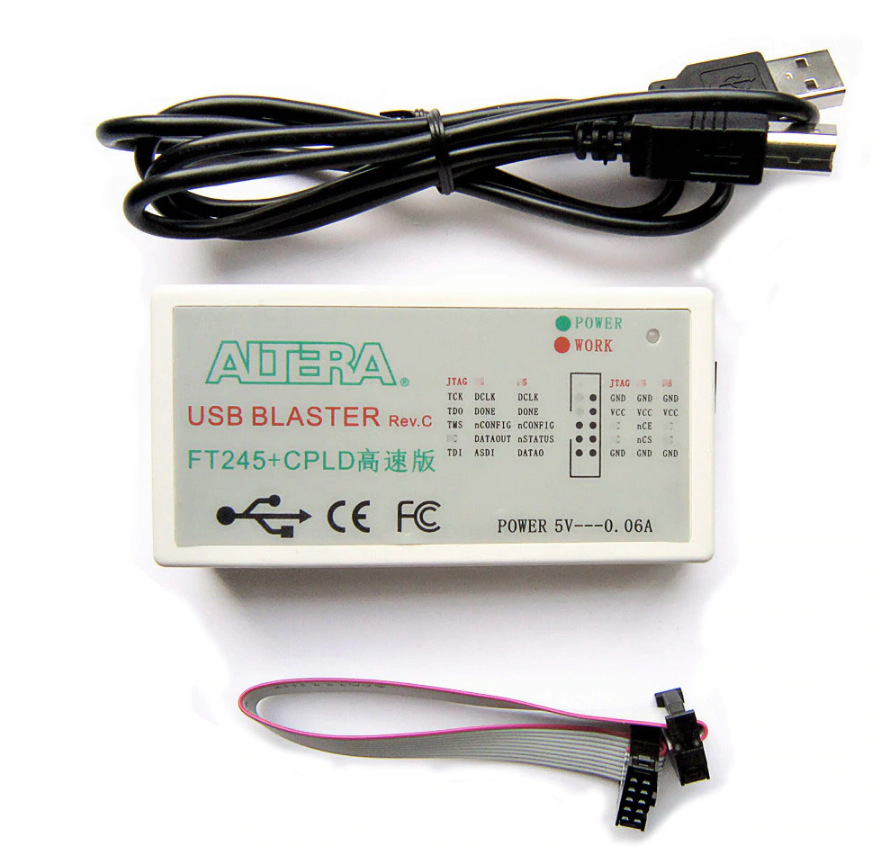 POWER
WORK
ALTERA®
USB BLASTER Rev.C
FT245+CPLD高速版
JTAG
TCK DCLK DCLK
TDO DONE DONE
TMS nCONFIG nCONFIG
DATAOUT nSTATUS
TDI ASDI DATAO
JTAG
GND GND GND
VCC VCC VCC
nCE
nCS
GND GND GND
CE FC
POWER 5V---0.06A